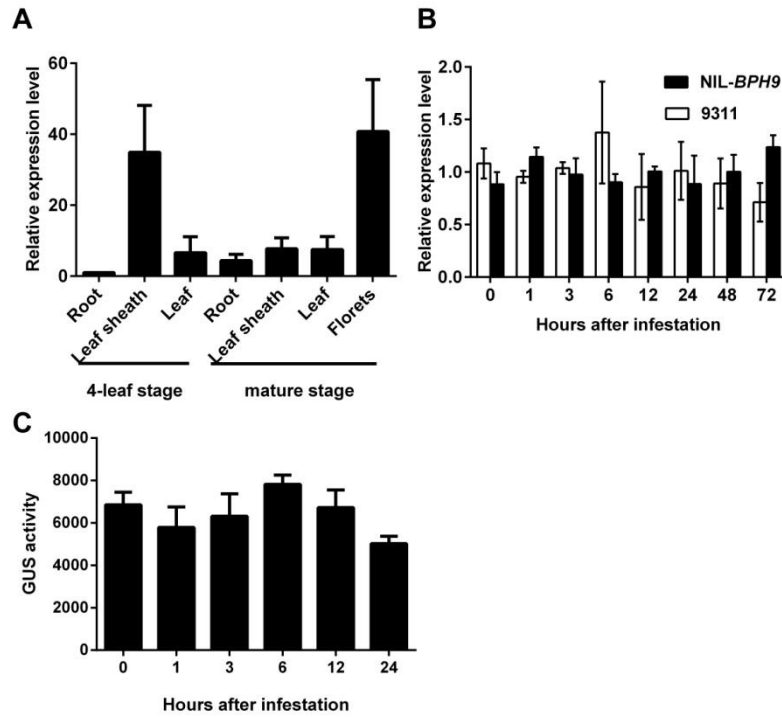 A
Relative expression level
60
40
20
0
Root
Leaf sheath
Leaf
Root
Leaf sheath
Leaf
Florets
4-leaf stage
mature stage
B
Relative expression level
2.0
1.5
1.0
0.5
0.0
NIL-BPH9
9311
0 1 3 6 12 24 48 72
Hours after infestation
C
GUS activity
10000
8000
6000
4000
2000
0
0 1 3 6 12 24
Hours after infestation